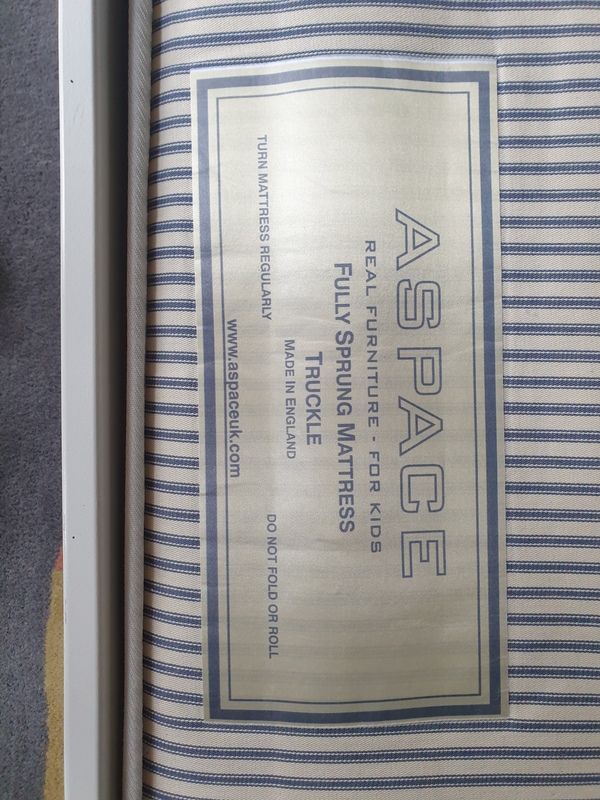 ASPACE
REAL FURNITURE - FOR KIDS
FULLY SPRUNG MATTRESS
TRUCKLE
MADE IN ENGLAND
TURN MATTRESS REGULARLY
DO NOT FOLD OR ROLL
www.aspaceuk.com